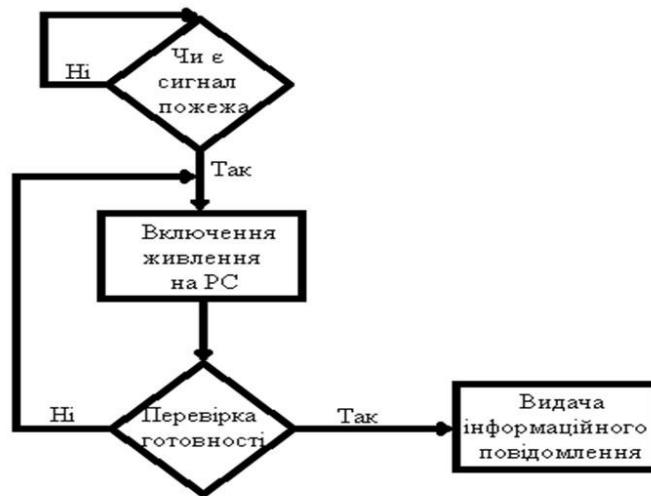 Чи є
Ні
сигнал
пожежа
Так
Включення
живлення
на РС
Ні
Перевірка
готовності
Так
Видача
інформаційного
повідомлення